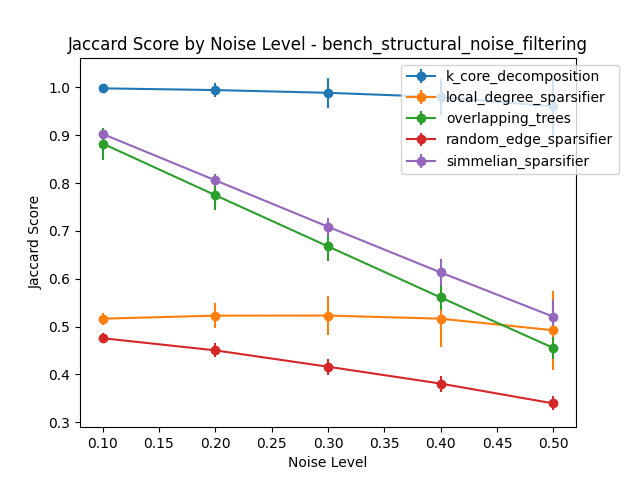 Jaccard Score by Noise Level - bench_structural_noise_filtering
k_core_decomposition
local_degree_sparsifier
overlapping_trees
random_edge_sparsifier
simmelian_sparsifier
Jaccard Score
1.0
0.9
0.8
0.7
0.6
0.5
0.4
0.3
0.10 0.15 0.20 0.25 0.30 0.35 0.40 0.45 0.50
Noise Level